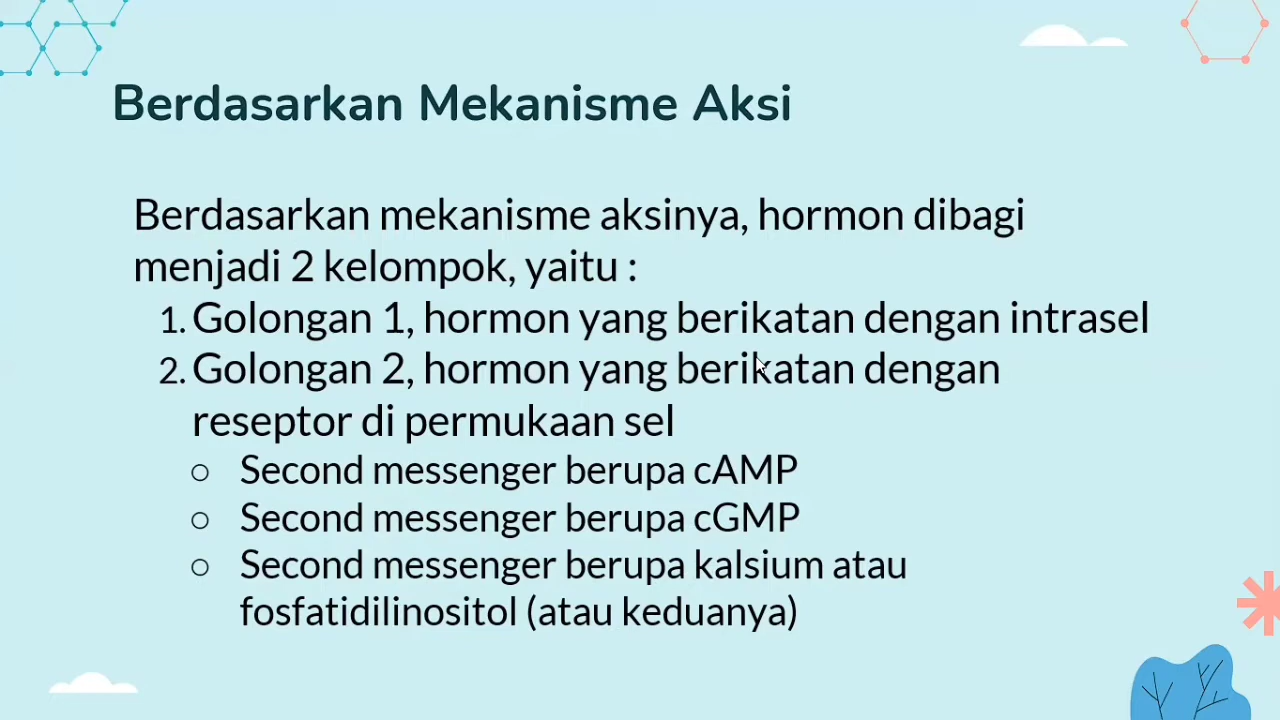 Berdasarkan Mekanisme Aksi
Berdasarkan mekanisme aksinya, hormon dibagi
menjadi 2 kelompok, yaitu :
1. Golongan 1, hormon yang berikatan dengan intrasel
2. Golongan 2, hormon yang berikatan dengan
reseptor di permukaan sel
○ Second messenger berupa cAMP
○ Second messenger berupa cGMP
○ Second messenger berupa kalsium atau
fosfatidilinositol (atau keduanya)